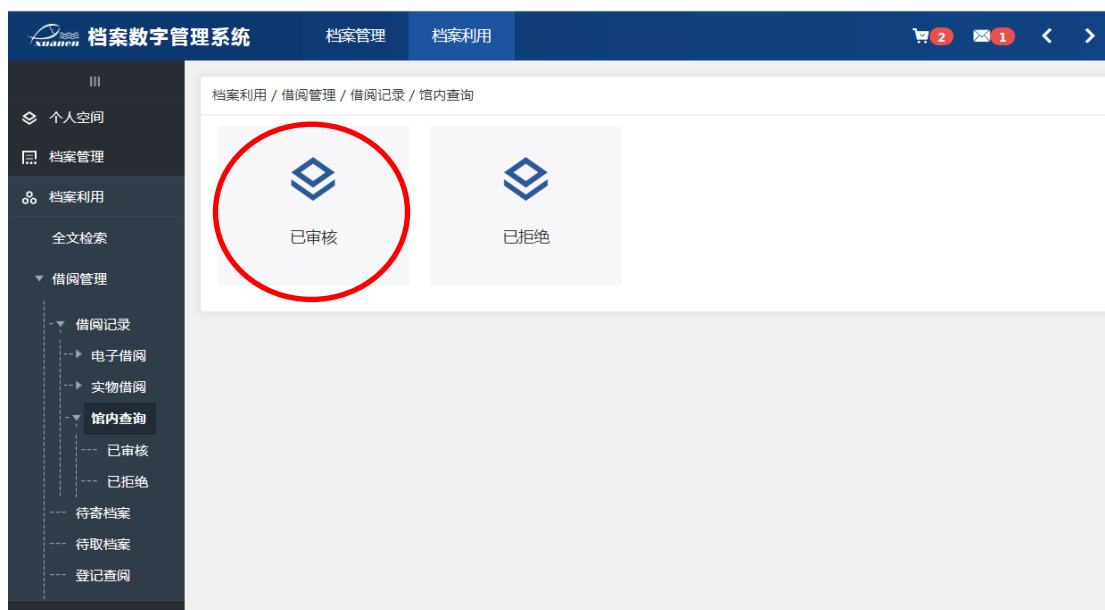 xuanen 档案数字管理系统 档案管理 档案利用 2 1
档案利用 / 借阅管理 / 借阅记录 / 馆内查询
个人空间
档案管理
档案利用
全文检索
借阅管理
借阅记录
电子借阅
实物借阅
馆内查询
已审核
已拒绝
待寄档案
待取档案
登记查阅
已审核 已拒绝